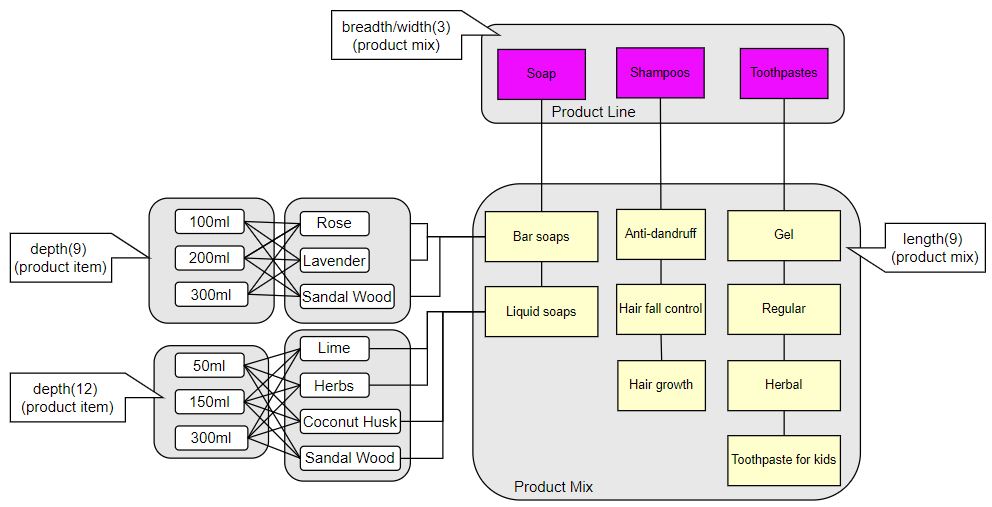 breadth/width(3)
(product mix)
Soap
Shampoos
Toothpastes
Product Line
100ml
200ml
300ml
Rose
Lavender
Sandal Wood
depth(9)
(product item)
Bar soaps
Liquid soaps
Anti-dandruff
Hair fall control
Hair growth
Gel
Regular
Herbal
Toothpaste for kids
length(9)
(product mix)
50ml
150ml
300ml
Lime
Herbs
Coconut Husk
Sandal Wood
depth(12)
(product item)
Product Mix